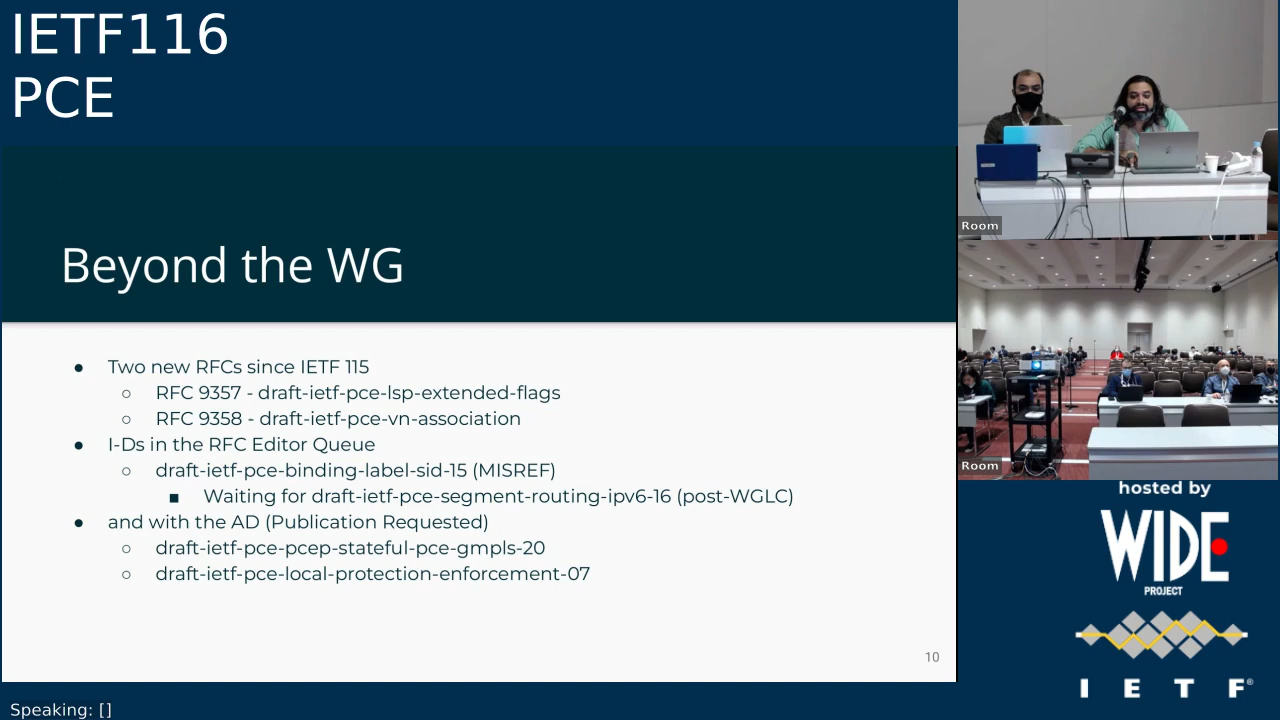 IETF116
PCE
Beyond the WG
● Two new RFCs since IETF 115
○ RFC 9357 - draft-ietf-pce-lsp-extended-flags
○ RFC 9358 - draft-ietf-pce-vn-association
● I-Ds in the RFC Editor Queue
○ draft-ietf-pce-binding-label-sid-15 (MISREF)
■ Waiting for draft-ietf-pce-segment-routing-ipv6-16 (post-WGLC)
● and with the AD (Publication Requested)
○ draft-ietf-pce-pcep-stateful-pce-gmpls-20
○ draft-ietf-pce-local-protection-enforcement-07
10
Speaking: []
Room
Room
hosted by
WIDE
PROJECT
I E T F®